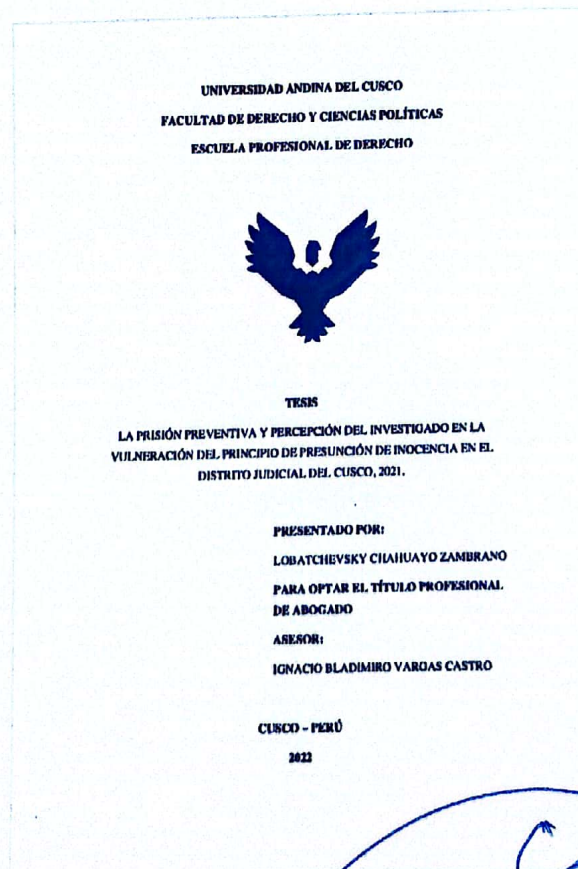 UNIVERSIDAD ANDINA DEL CUSCO
FACULTAD DE DERECHO Y CIENCIAS POLÍTICAS
ESCUELA PROFESIONAL DE DERECHO
TESIS
LA PRISIÓN PREVENTIVA Y PERCEPCIÓN DEL INVESTIGADO EN LA
VULNERACIÓN DEL PRINCIPIO DE PRESUNCIÓN DE INOCENCIA EN EL
DISTRITO JUDICIAL DEL CUSCO, 2021.
PRESENTADO POR:
LOBATCHEVSKY CHAHUAYO ZAMBRANO
PARA OPTAR EL TÍTULO PROFESIONAL
DE ABOGADO
ASESOR:
IGNACIO BLADIMIRO VARGAS CASTRO
CUSCO – PERÚ
2022